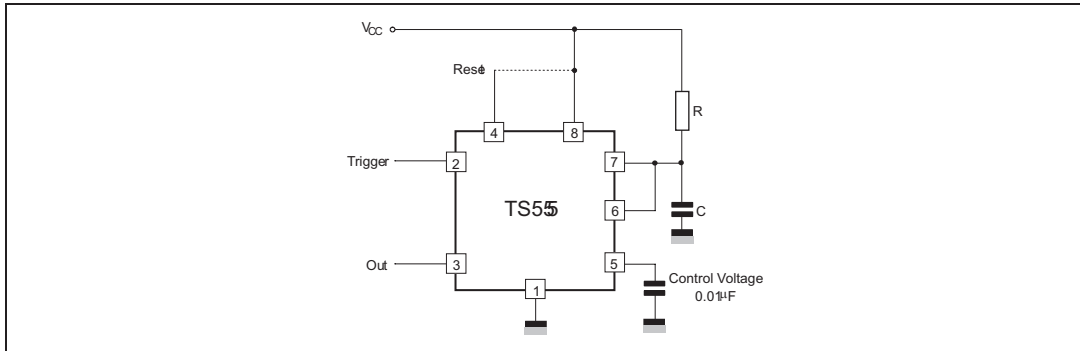 VCC
Reset
R
4
8
Trigger
2
7
TS555
6
C
Out
3
5
Control Voltage
0.01µF
1